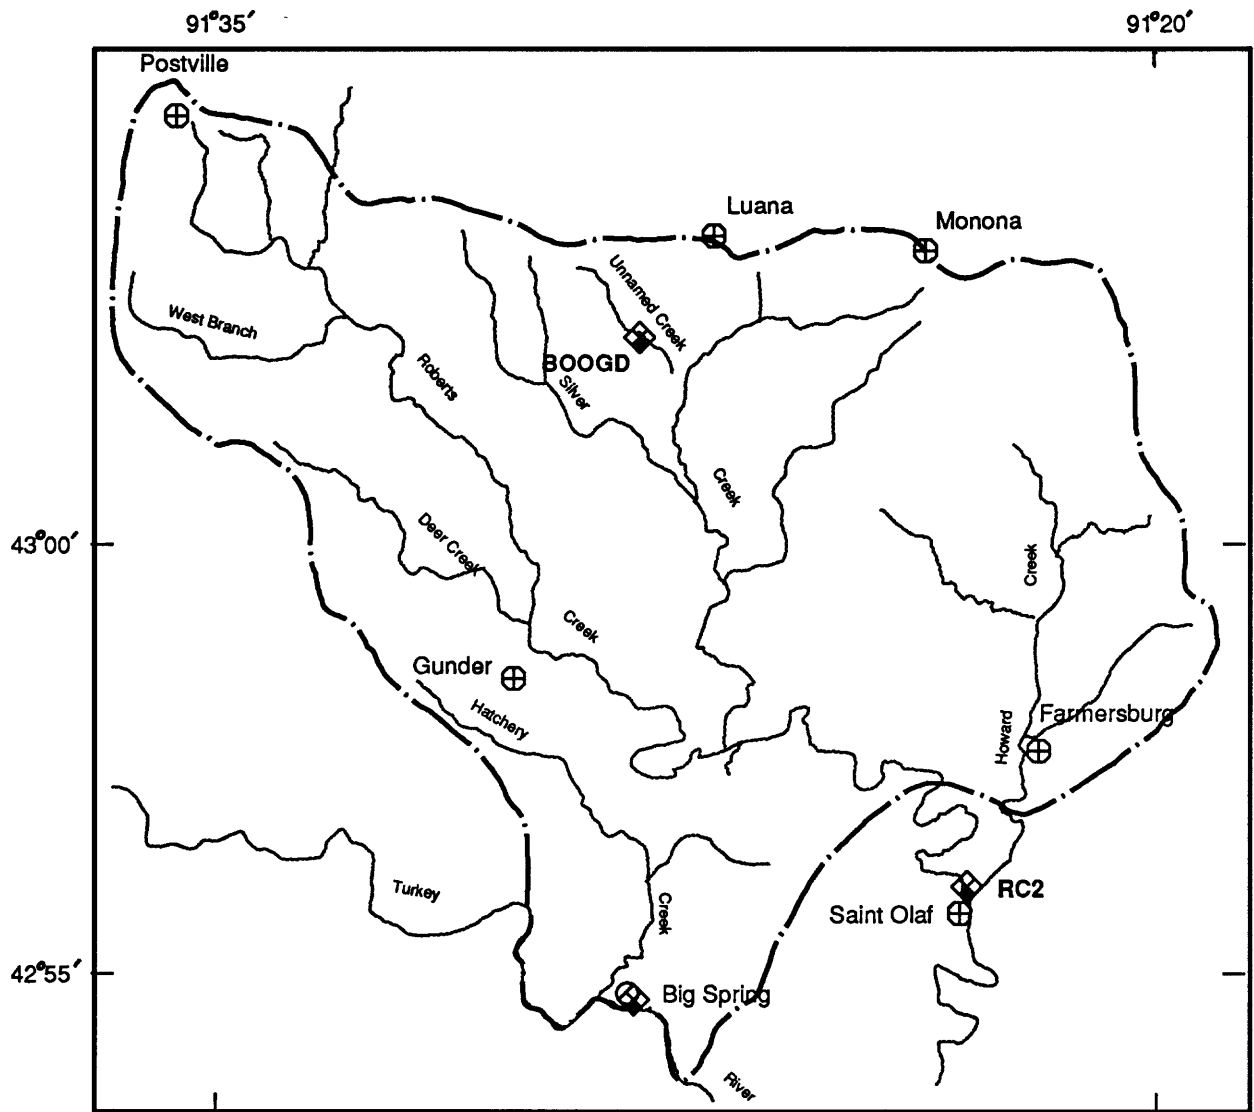 91°35′
91°20′
Postville
Luana
Monona
Unnamed Creek
West Branch
BOOGD
Roberts
Silver
Creek
Deer Creek
43°00′
Creek
Creek
Gunder
Hatchery
Howard
Farmersburg
Turkey
RC2
Saint Olaf
Creek
42°55′
Big Spring
River